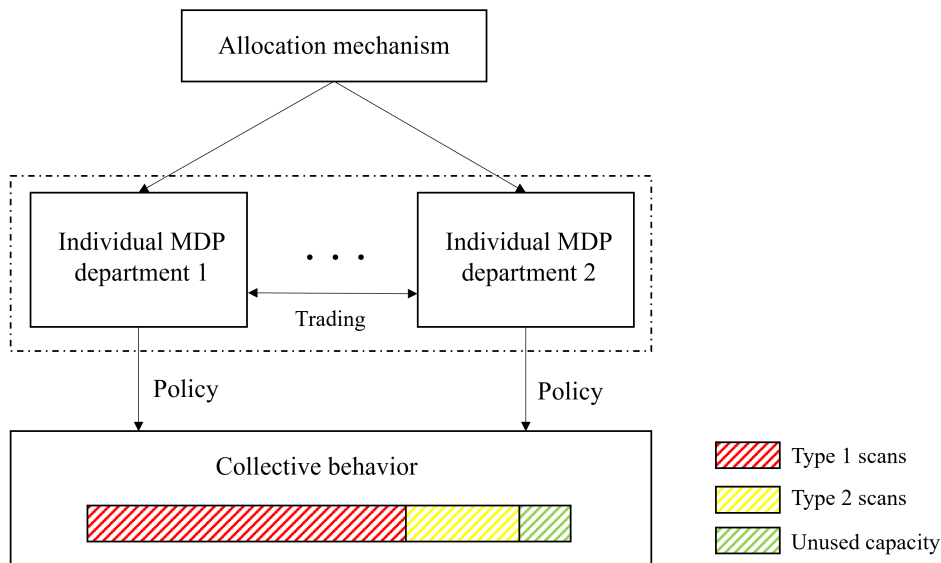 Allocation mechanism
Individual MDP
department 1
. . .
Individual MDP
department 2
Trading
Policy
Policy
Collective behavior
Type 1 scans
Type 2 scans
Unused capacity